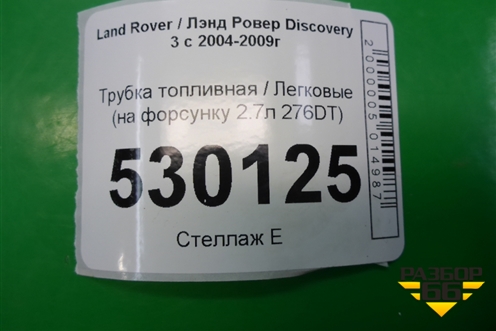 Land Rover / Лэнд Ровер Discovery
3 с 2004-2009г
Трубка топливная / Легковые
(на форсунку 2.7л 276DT)
530125
Стеллаж Е
2000005014987
РАЗБОР
66